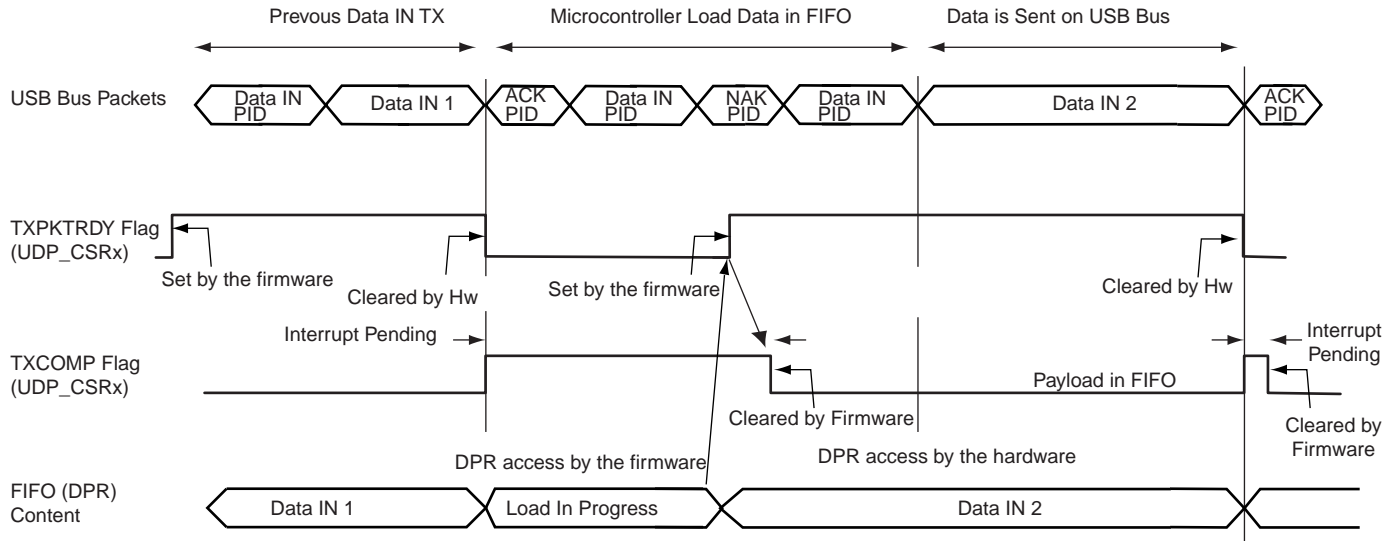 Prevous Data IN TX
Microcontroller Load Data in FIFO
Data is Sent on USB Bus
USB Bus Packets
Data IN
PID
Data IN 1
ACK
PID
Data IN
PID
NAK
PID
Data IN
PID
Data IN 2
ACK
PID
TXPKTRDY Flag
(UDP_CSRx)
Set by the firmware
Cleared by Hw
Set by the firmware
Cleared by Hw
Interrupt Pending
Interrupt
Pending
TXCOMP Flag
(UDP_CSRx)
Payload in FIFO
Cleared by Firmware
Cleared by
Firmware
DPR access by the firmware
DPR access by the hardware
FIFO (DPR)
Content
Data IN 1
Load In Progress
Data IN 2